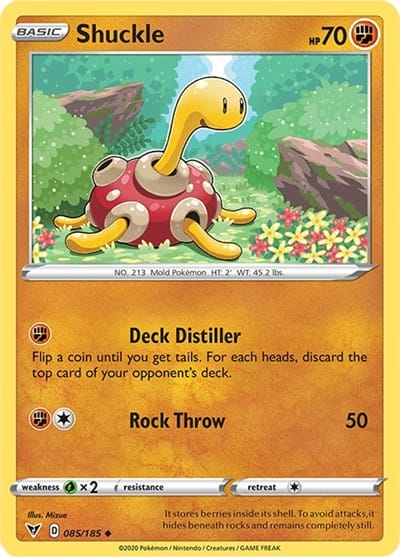 BASIC Shuckle HP 70
NO. 213 Mold Pokémon HT: 2' WT: 45.2 lbs.
Deck Distiller
Flip a coin until you get tails. For each heads, discard the
top card of your opponent's deck.
Rock Throw 50
weakness ×2 resistance retreat
Illus. Mizue
D 085/185 ◆
It stores berries inside its shell. To avoid attacks, it
hides beneath rocks and remains completely still.
©2020 Pokémon / Nintendo / Creatures / GAME FREAK